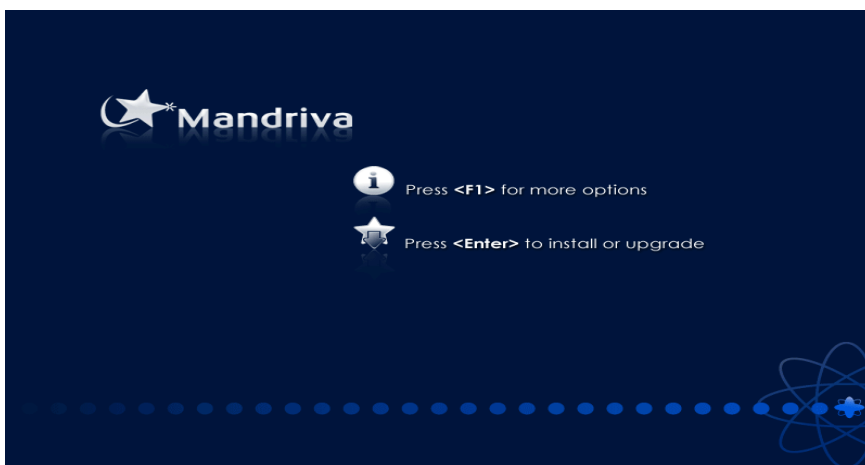 Mandriva
Press <F1> for more options
Press <Enter> to install or upgrade